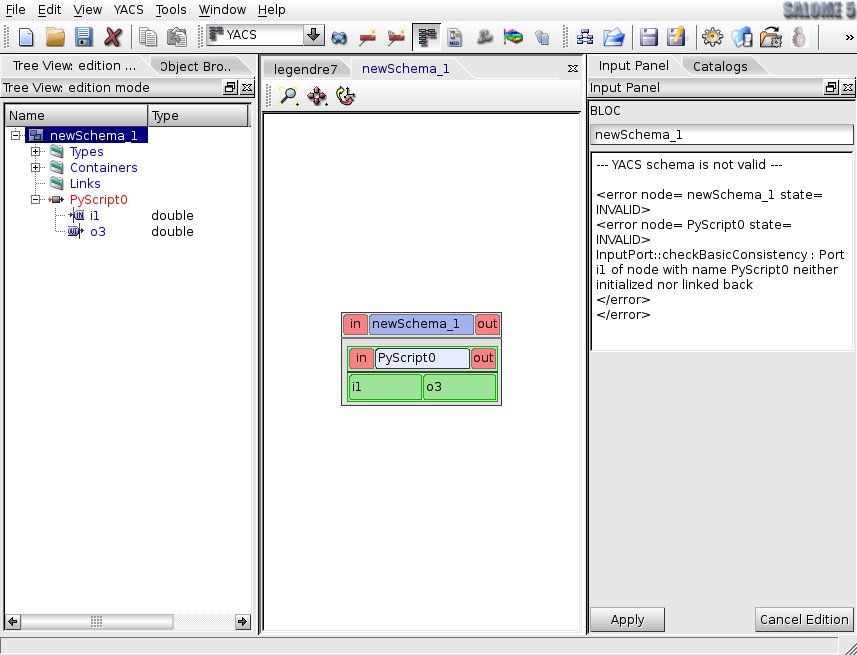 File Edit View YACS Tools Window Help
SALOME 5
YACS
»
Tree View: edition ... Object Bro..
Tree View: edition mode
Name Type
newSchema_1
Types
Containers
Links
PyScript0
i1 double
o3 double
legendre7 newSchema_1
in newSchema_1 out
in PyScript0 out
i1 o3
Input Panel Catalogs
Input Panel
BLOC
newSchema_1
--- YACS schema is not valid ---
<error node= newSchema_1 state=
INVALID>
<error node= PyScript0 state=
INVALID>
InputPort::checkBasicConsistency : Port
i1 of node with name PyScript0 neither
initialized nor linked back
</error>
</error>
Apply Cancel Edition